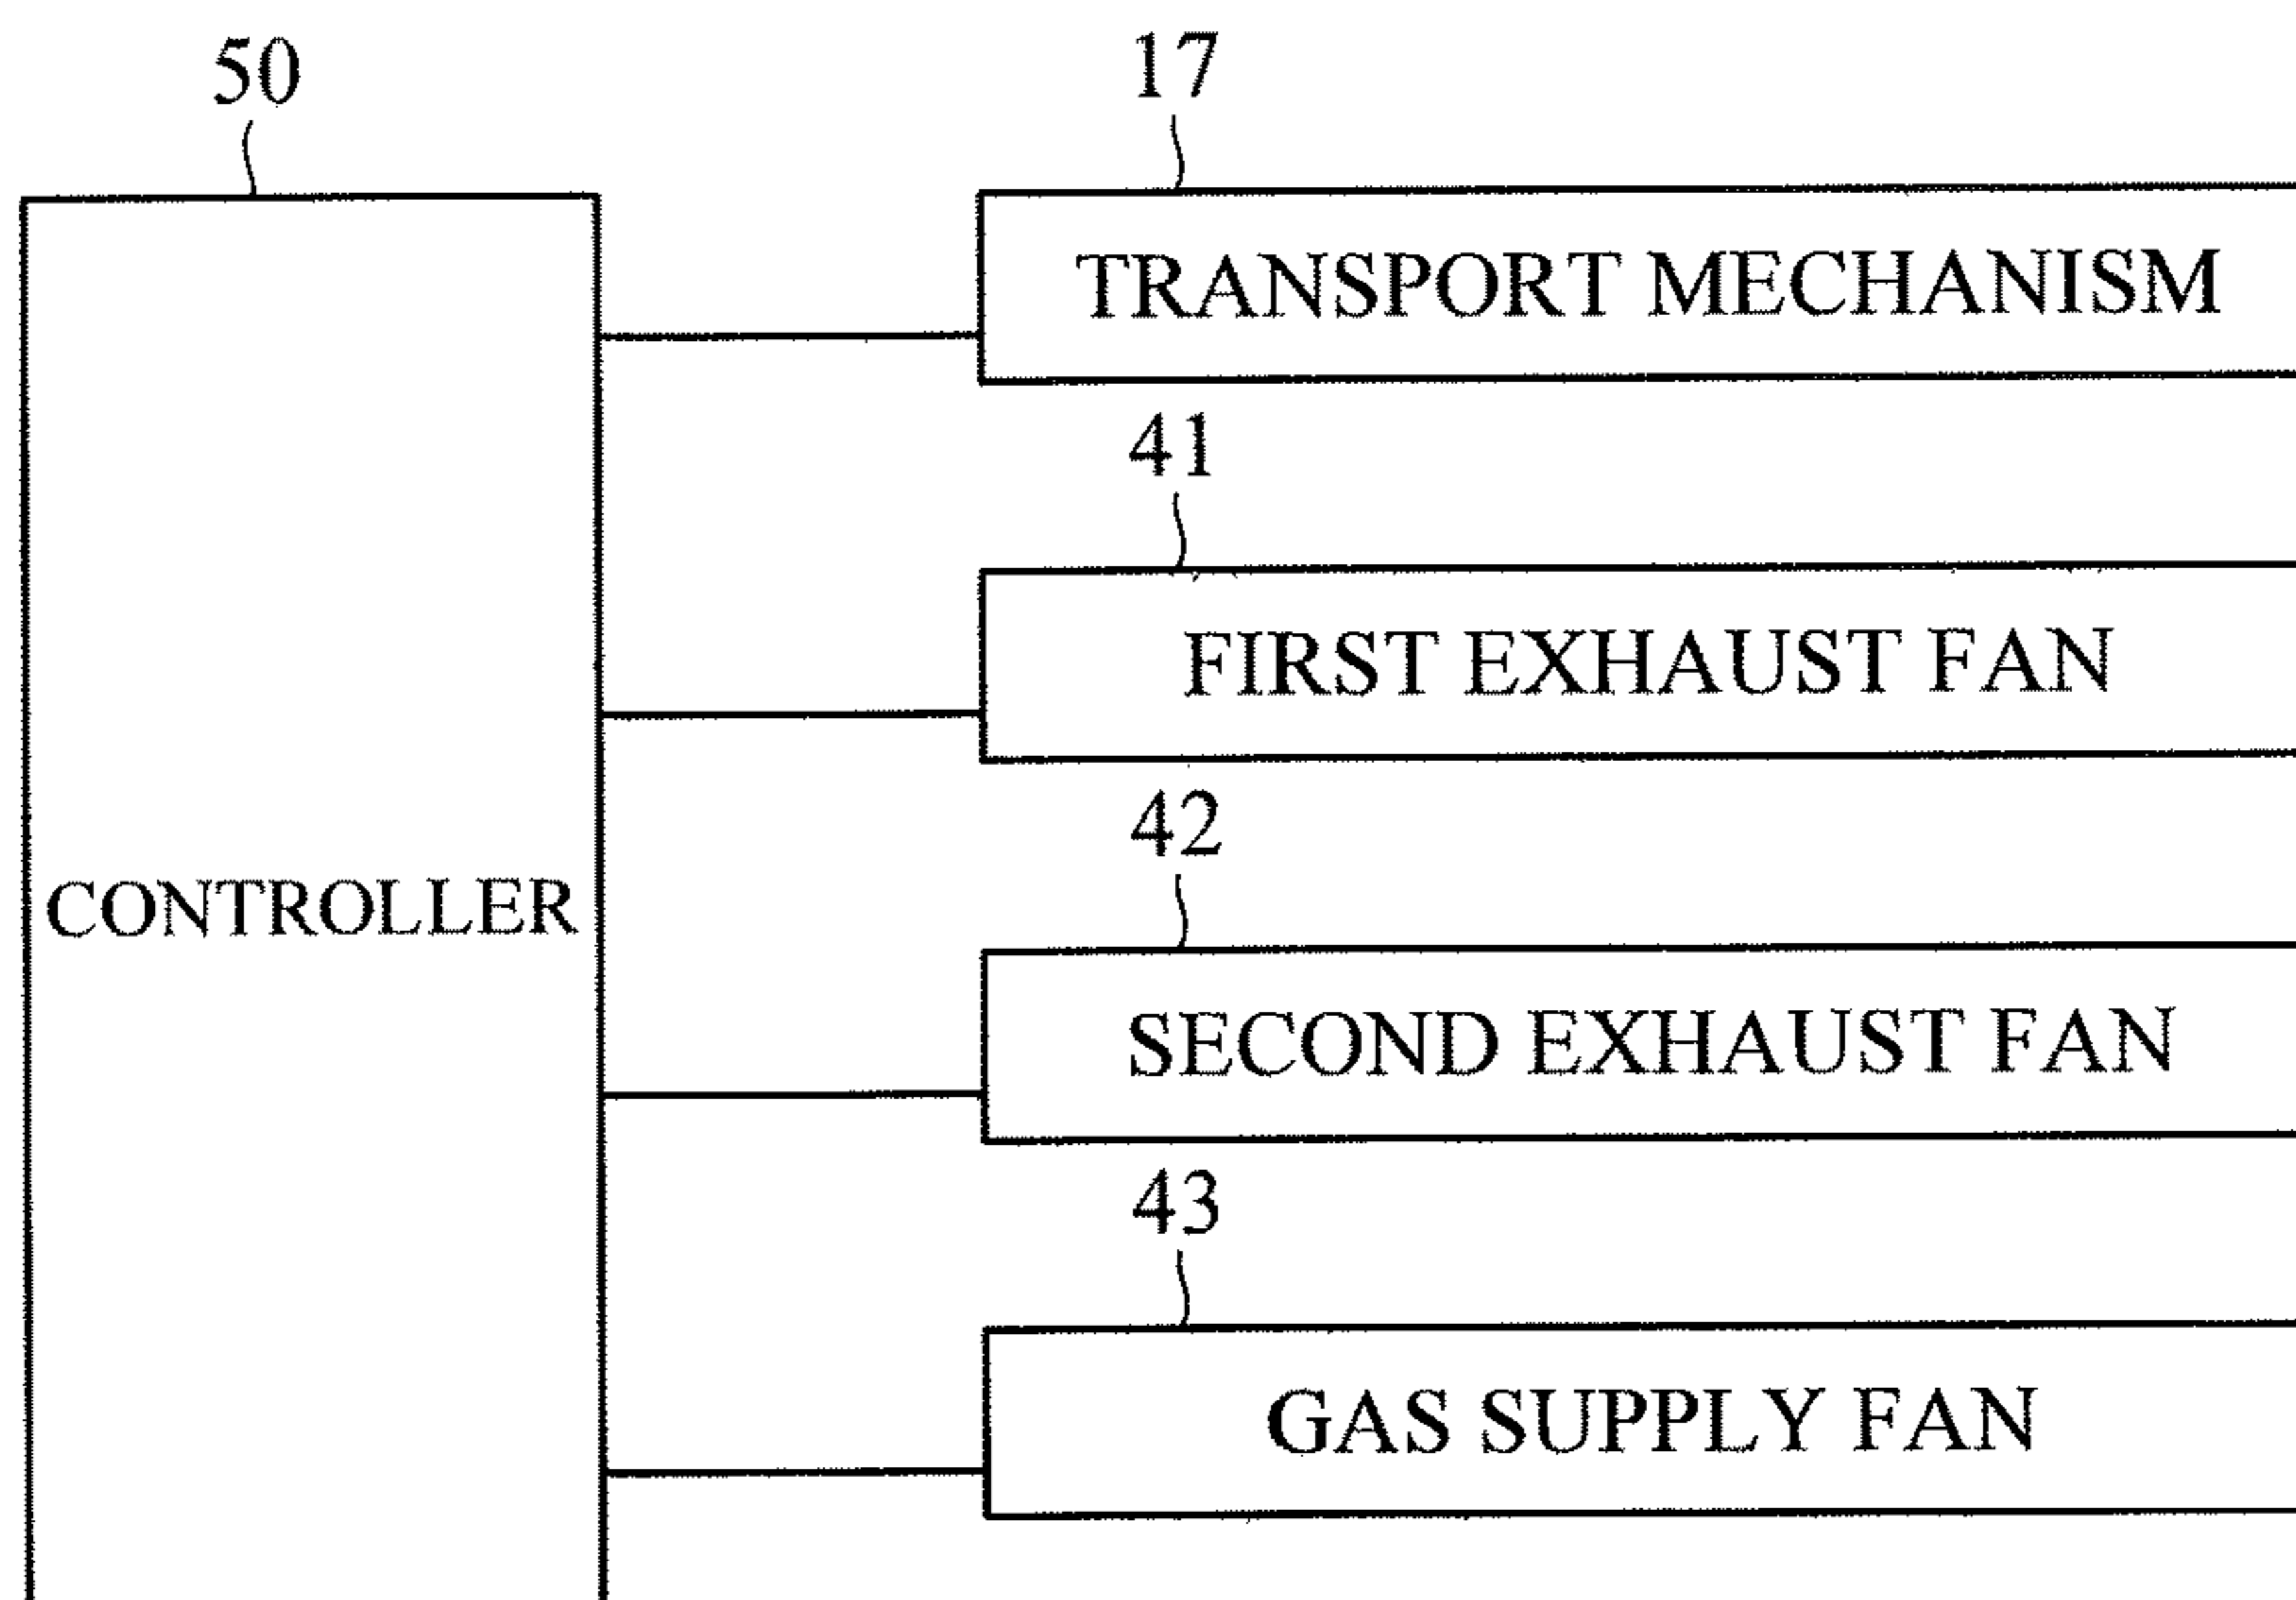 50
17
TRANSPORT MECHANISM
41
FIRST EXHAUST FAN
42
CONTROLLER
SECOND EXHAUST FAN
43
GAS SUPPLY FAN